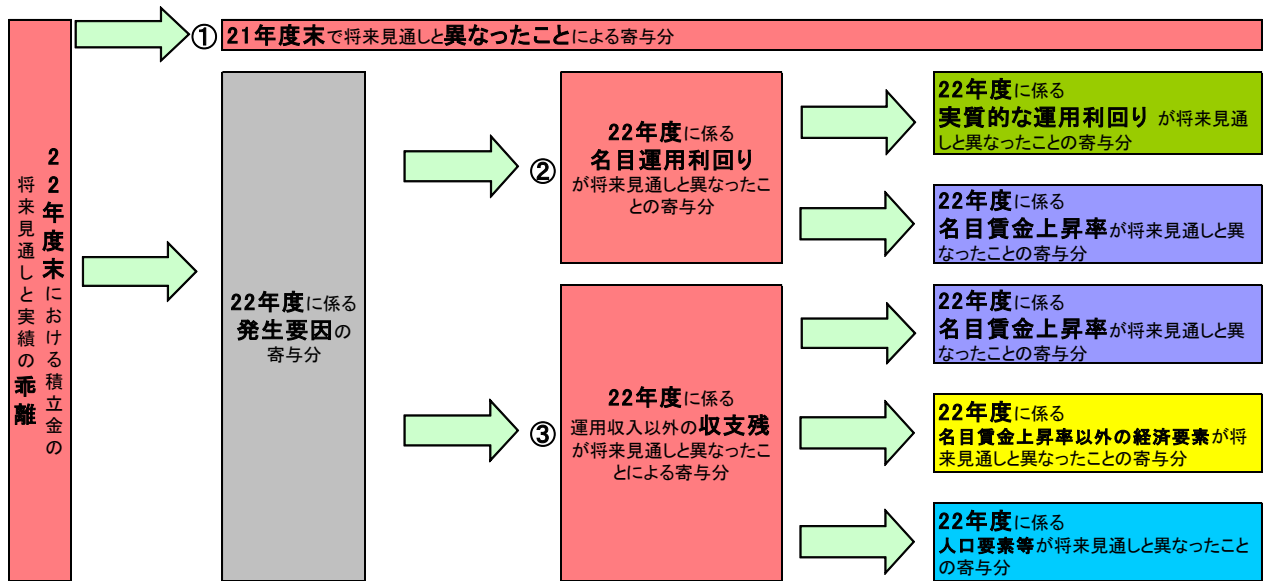 22年度末における積立金の
将来見通しと実績の乖離
① 21年度末で将来見通しと異なったことによる寄与分
22年度に係る
発生要因の
寄与分
②
22年度に係る
名目運用利回り
が将来見通しと異なったこ
との寄与分
22年度に係る
実質的な運用利回り が将来見通
しと異なったことの寄与分
22年度に係る
名目賃金上昇率が将来見通しと異
なったことの寄与分
③
22年度に係る
運用収入以外の収支残
が将来見通しと異なったこ
とによる寄与分
22年度に係る
名目賃金上昇率が将来見通しと異
なったことの寄与分
22年度に係る
名目賃金上昇率以外の経済要素が将
来見通しと異なったことの寄与分
22年度に係る
人口要素等が将来見通しと異なったこと
の寄与分